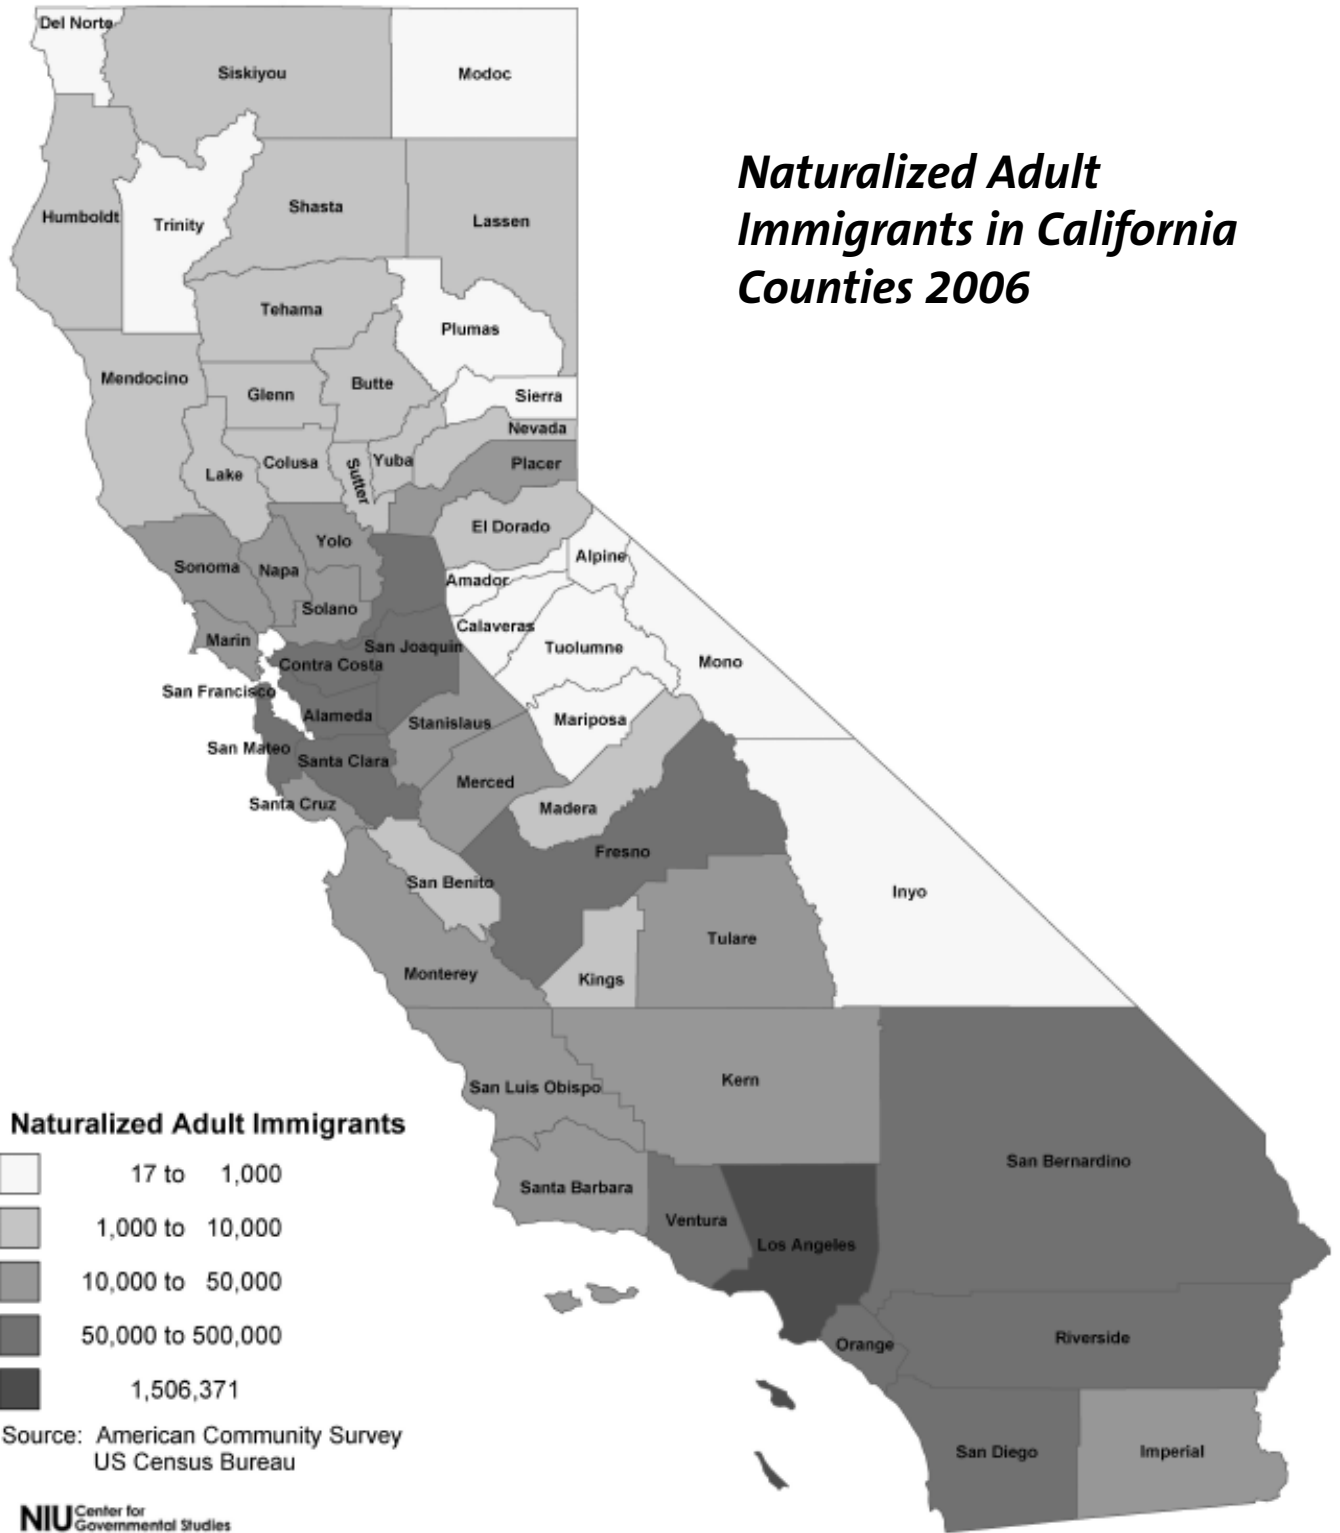 Del Norte
Siskiyou
Modoc
Naturalized Adult
Immigrants in California
Counties 2006
Humboldt
Trinity
Shasta
Lassen
Tehama
Plumas
Mendocino
Glenn
Butte
Sierra
Nevada
Lake
Colusa
Sutter
Yuba
Placer
El Dorado
Yolo
Sonoma
Napa
Alpine
Amador
Solano
Calaveras
Marin
San Joaquin
Tuolumne
Contra Costa
Mono
San Francisco
Alameda
Stanislaus
Mariposa
San Mateo
Santa Clara
Merced
Santa Cruz
Madera
Fresno
San Benito
Inyo
Tulare
Monterey
Kings
Kern
San Luis Obispo
San Bernardino
Santa Barbara
Ventura
Los Angeles
Orange
Riverside
San Diego
Imperial
Naturalized Adult Immigrants
17 to 1,000
1,000 to 10,000
10,000 to 50,000
50,000 to 500,000
1,506,371
Source: American Community Survey
US Census Bureau
NIU Center for
Governmental Studies